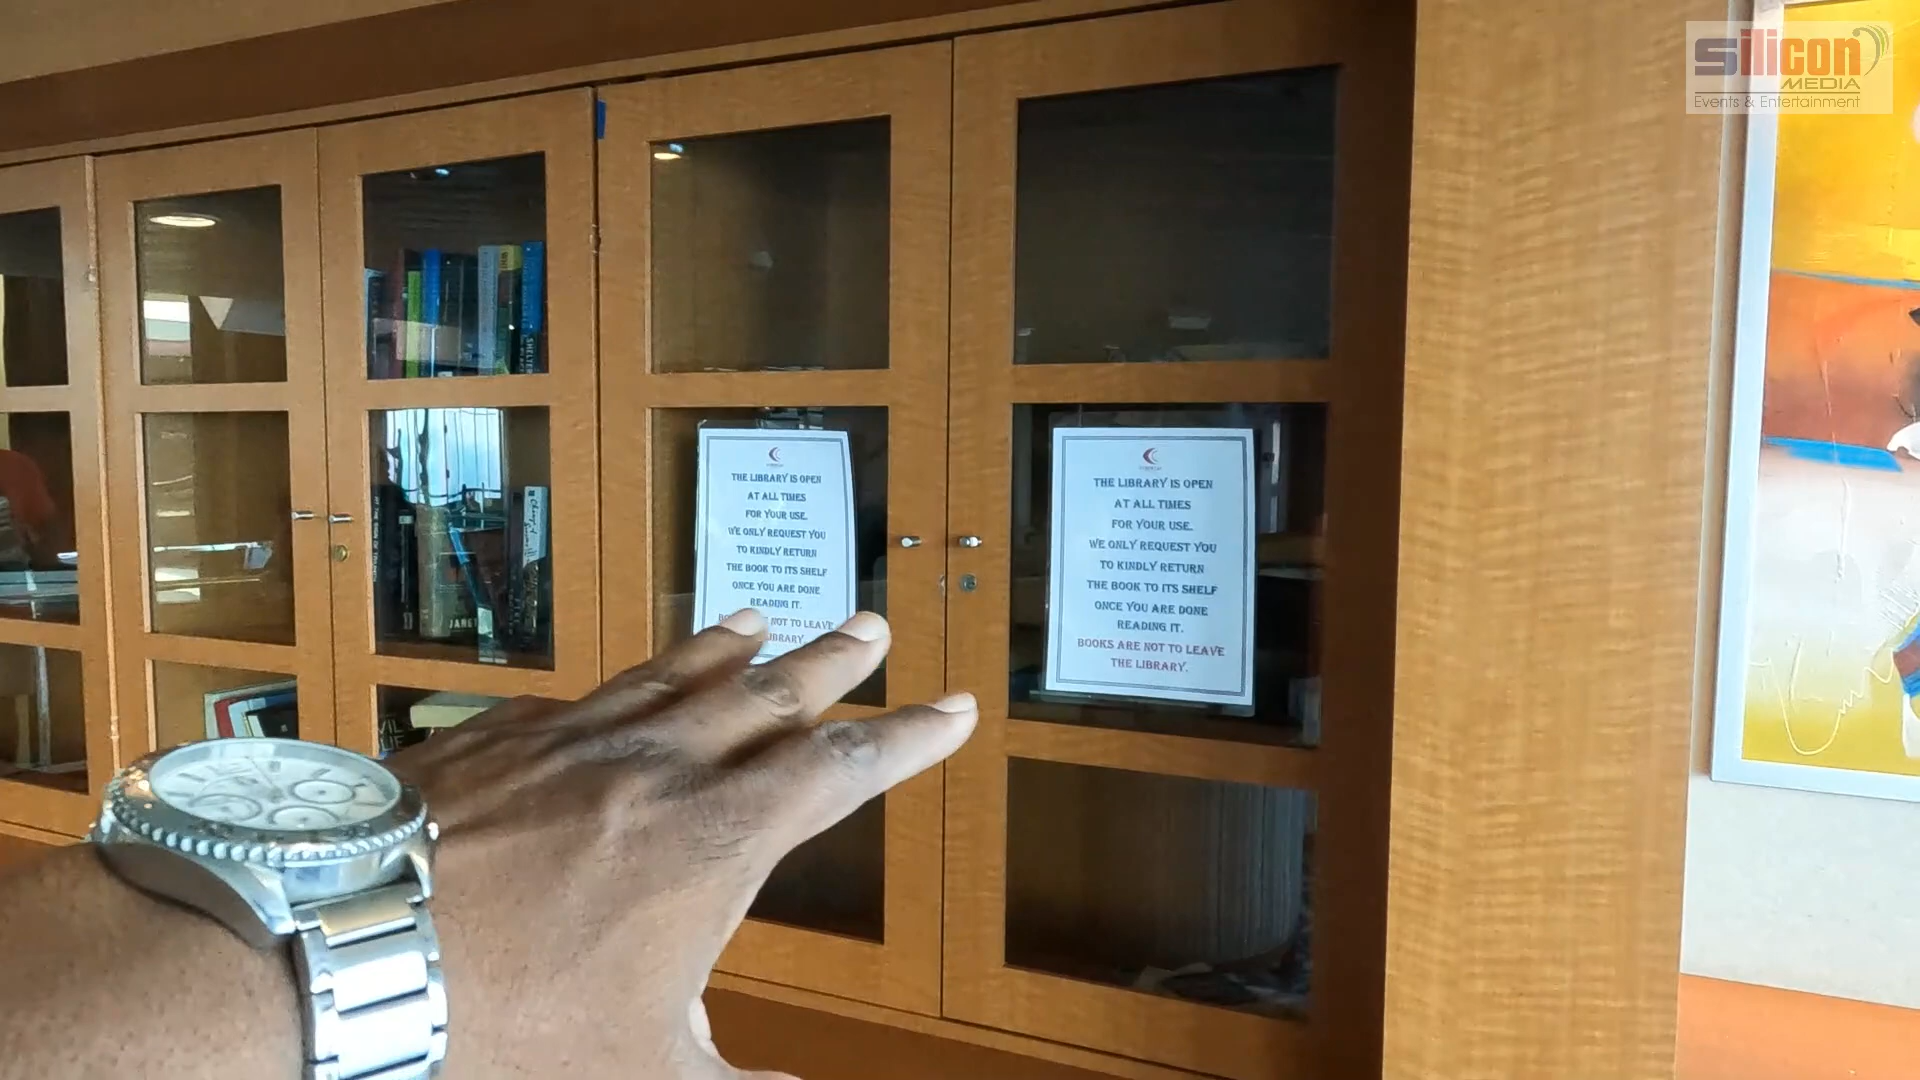 Silicon
MEDIA
Events & Entertainment
THE LIBRARY IS OPEN
AT ALL TIMES
FOR YOUR USE.
WE ONLY REQUEST YOU
TO KINDLY RETURN
THE BOOK TO ITS SHELF
ONCE YOU ARE DONE
READING IT.
NOT TO LEAVE
LIBRARY.
THE LIBRARY IS OPEN
AT ALL TIMES
FOR YOUR USE.
WE ONLY REQUEST YOU
TO KINDLY RETURN
THE BOOK TO ITS SHELF
ONCE YOU ARE DONE
READING IT.
BOOKS ARE NOT TO LEAVE
THE LIBRARY.
JANET